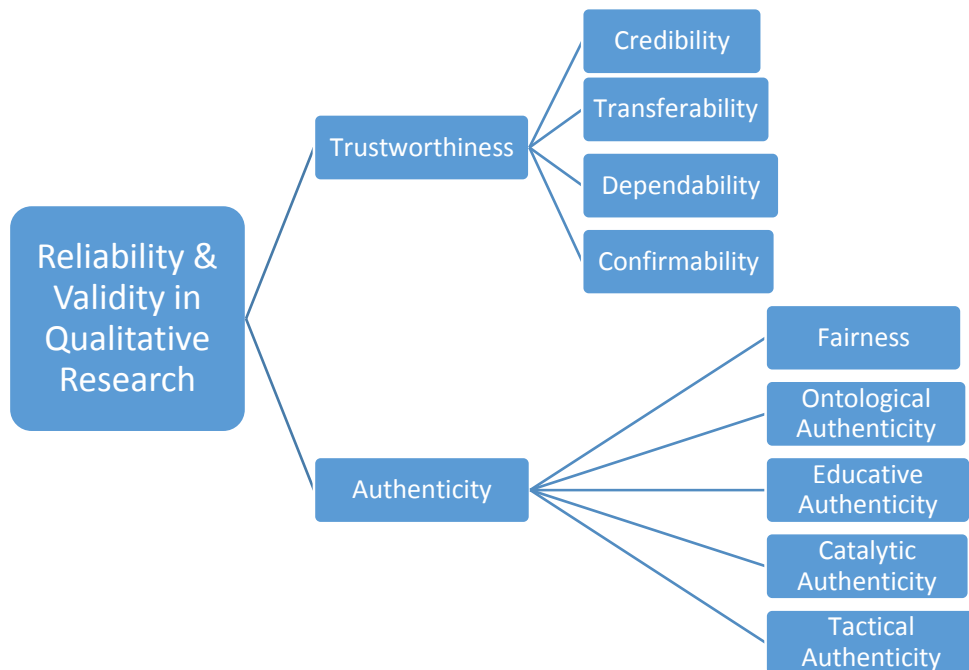 Reliability &
Validity in
Qualitative
Research
Trustworthiness
Credibility
Transferability
Dependability
Confirmability
Authenticity
Fairness
Ontological
Authenticity
Educative
Authenticity
Catalytic
Authenticity
Tactical
Authenticity